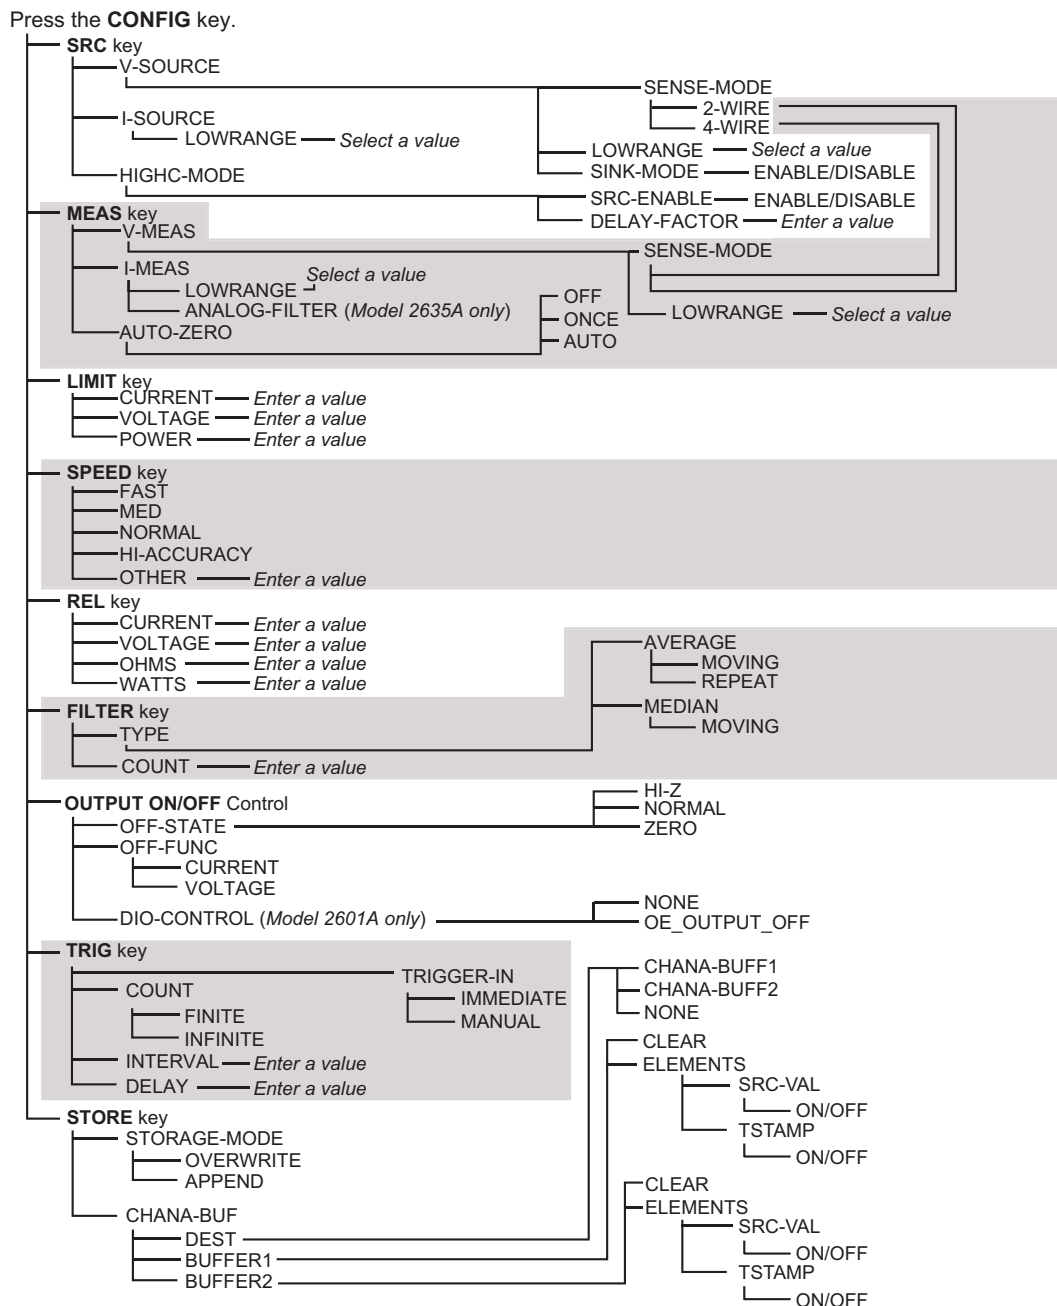 Press the CONFIG key.
SRC key
V-SOURCE
SENSE-MODE
2-WIRE
4-WIRE
I-SOURCE
LOWRANGE Select a value
LOWRANGE Select a value
SINK-MODE ENABLE/DISABLE
HIGHC-MODE
SRC-ENABLE ENABLE/DISABLE
DELAY-FACTOR Enter a value
MEAS key
V-MEAS
SENSE-MODE
I-MEAS
Select a value
LOWRANGE
ANALOG-FILTER (Model 2635A only)
OFF
ONCE
AUTO
LOWRANGE Select a value
AUTO-ZERO
LIMIT key
CURRENT Enter a value
VOLTAGE Enter a value
POWER Enter a value
SPEED key
FAST
MED
NORMAL
HI-ACCURACY
OTHER Enter a value
REL key
CURRENT Enter a value
VOLTAGE Enter a value
OHMS Enter a value
WATTS Enter a value
FILTER key
TYPE
AVERAGE
MOVING
REPEAT
MEDIAN
MOVING
COUNT Enter a value
OUTPUT ON/OFF Control
OFF-STATE
HI-Z
NORMAL
ZERO
OFF-FUNC
CURRENT
VOLTAGE
DIO-CONTROL (Model 2601A only)
NONE
OE_OUTPUT_OFF
TRIG key
TRIGGER-IN
IMMEDIATE
MANUAL
COUNT
FINITE
INFINITE
INTERVAL Enter a value
DELAY Enter a value
CHANA-BUFF1
CHANA-BUFF2
NONE
CLEAR
ELEMENTS
SRC-VAL
ON/OFF
TSTAMP
ON/OFF
STORE key
STORAGE-MODE
OVERWRITE
APPEND
CHANA-BUF
DEST
BUFFER1
BUFFER2
CLEAR
ELEMENTS
SRC-VAL
ON/OFF
TSTAMP
ON/OFF